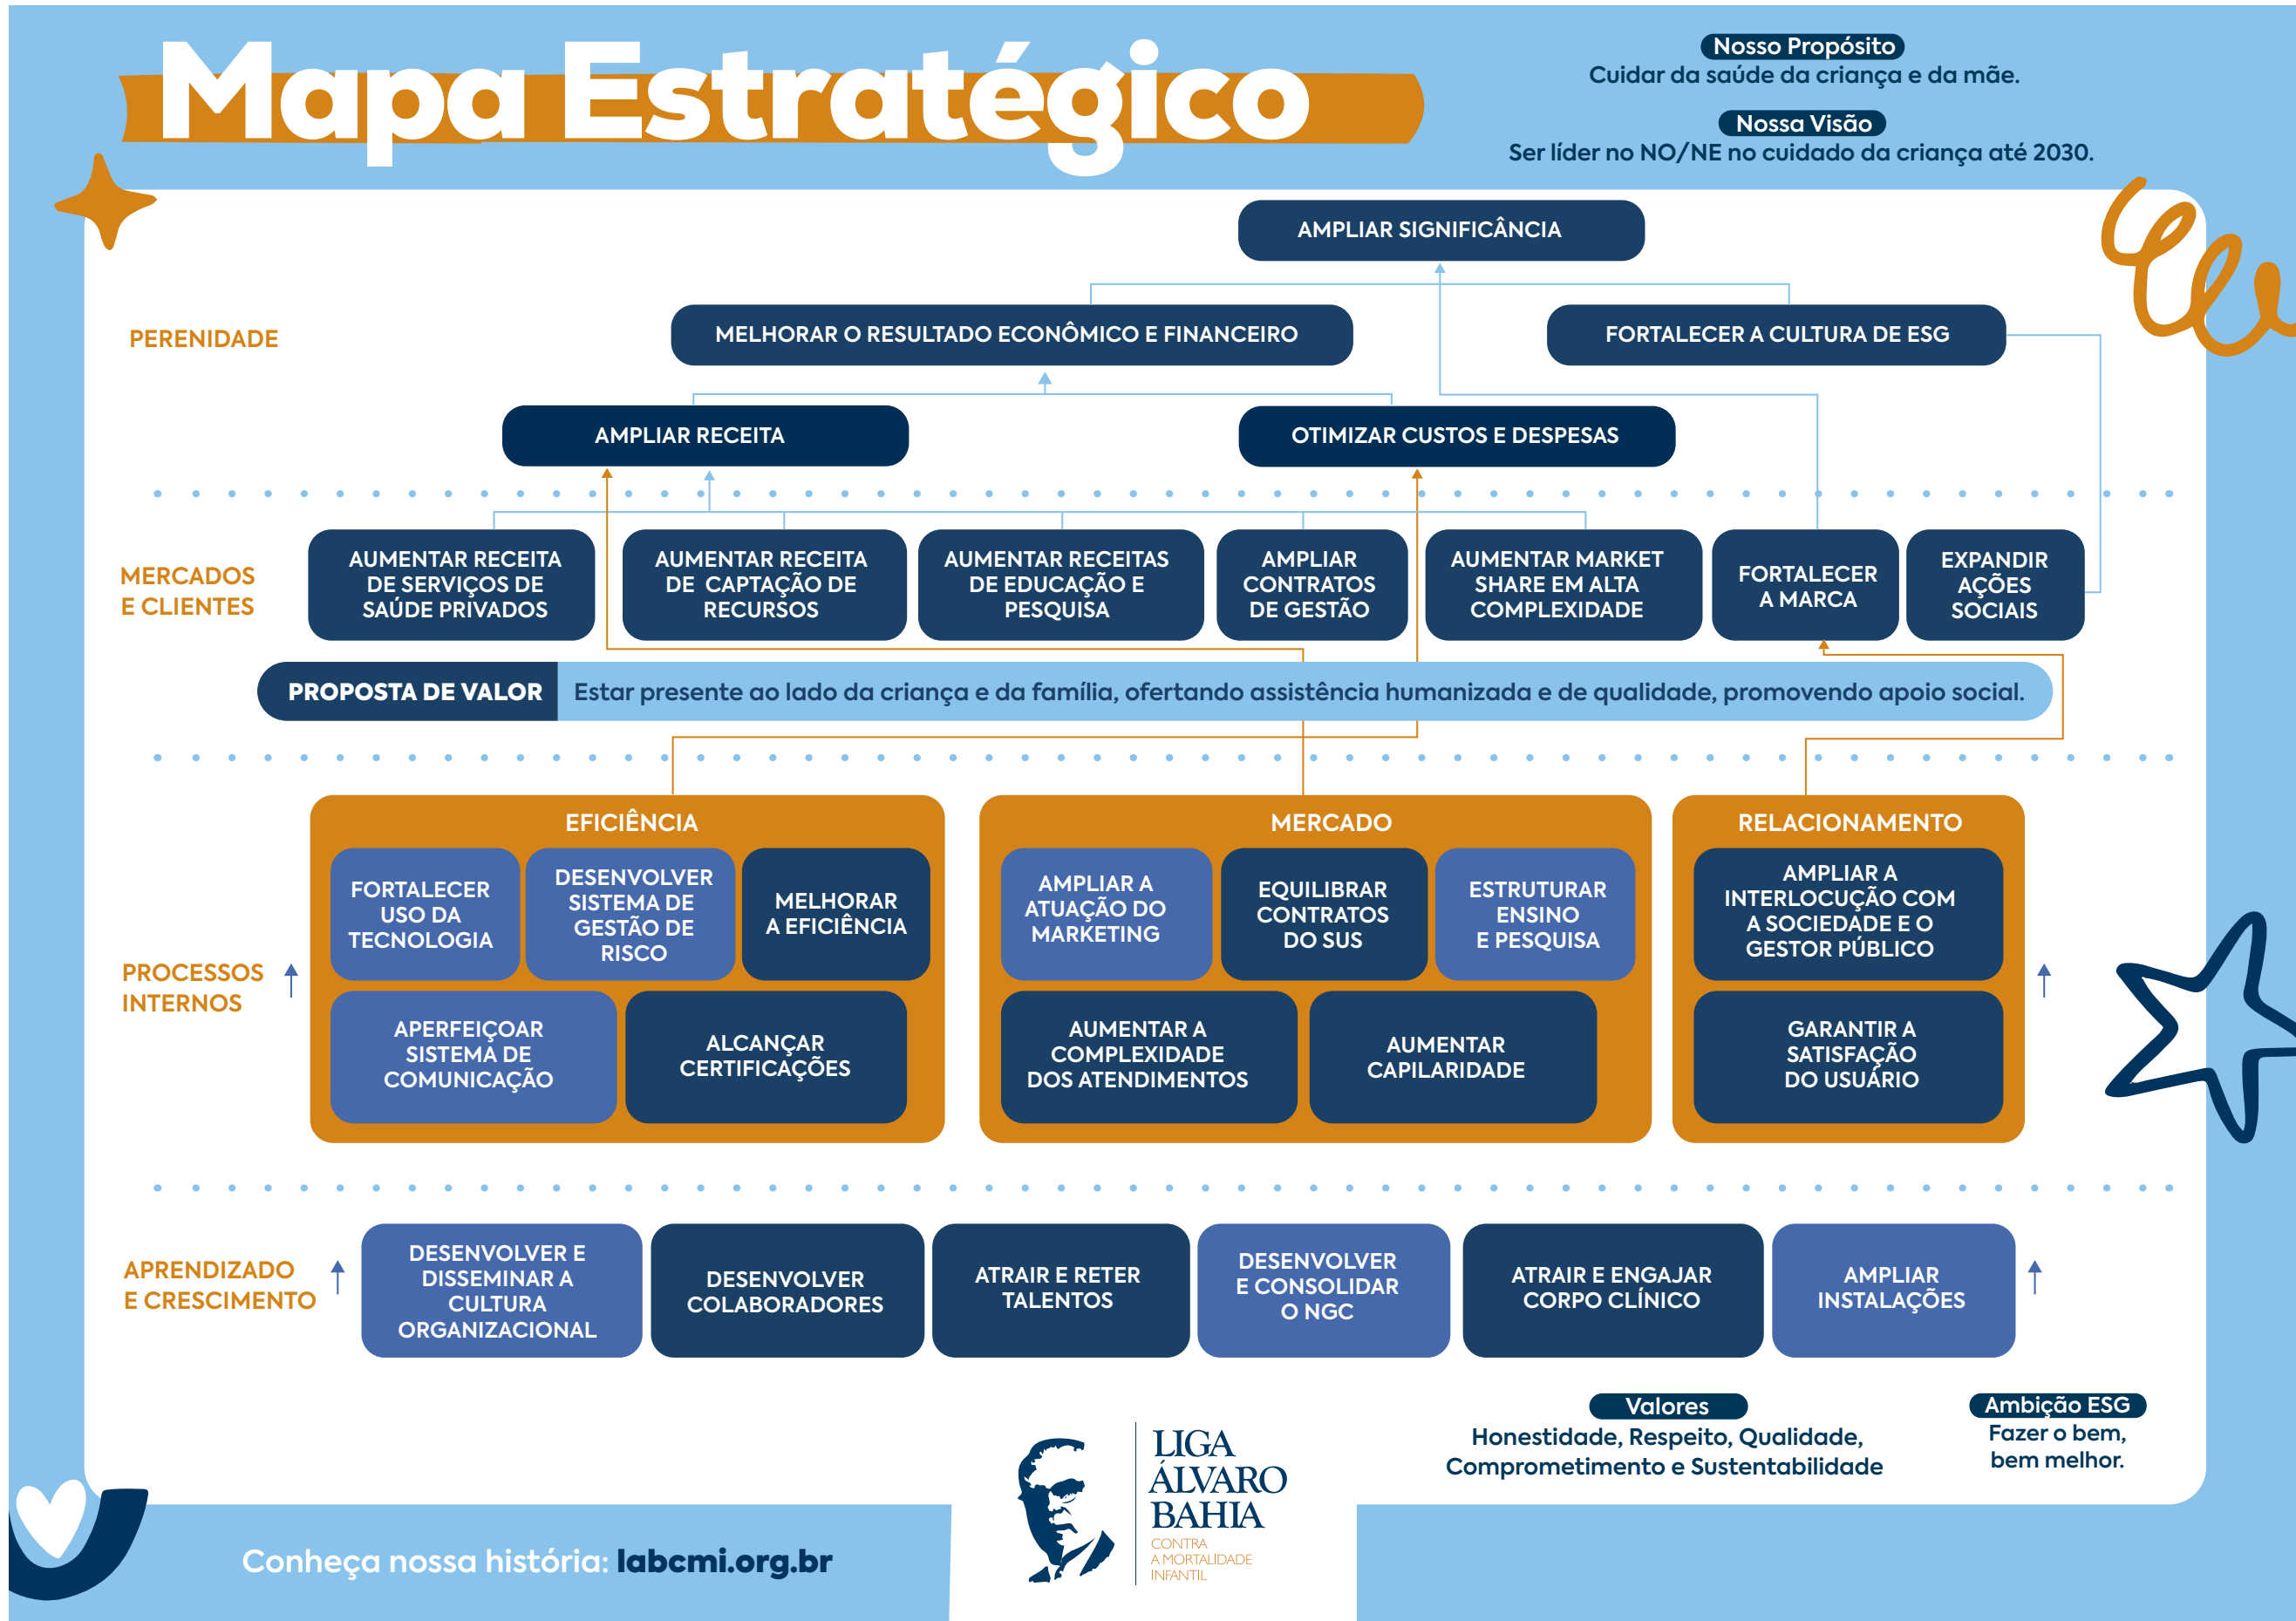 Mapa Estratégico
Nosso Propósito
Cuidar da saúde da criança e da mãe.
Nossa Visão
Ser líder no NO/NE no cuidado da criança até 2030.
AMPLIAR SIGNIFICÂNCIA
PERENIDADE
MELHORAR O RESULTADO ECONÔMICO E FINANCEIRO
FORTALECER A CULTURA DE ESG
AMPLIAR RECEITA
OTIMIZAR CUSTOS E DESPESAS
MERCADOS
E CLIENTES
AUMENTAR RECEITA
DE SERVIÇOS DE
SAÚDE PRIVADOS
AUMENTAR RECEITA
DE CAPTAÇÃO DE
RECURSOS
AUMENTAR RECEITAS
DE EDUCAÇÃO E
PESQUISA
AMPLIAR
CONTRATOS
DE GESTÃO
AUMENTAR MARKET
SHARE EM ALTA
COMPLEXIDADE
FORTALECER
A MARCA
EXPANDIR
AÇÕES
SOCIAIS
PROPOSTA DE VALOR
Estar presente ao lado da criança e da família, ofertando assistência humanizada e de qualidade, promovendo apoio social.
PROCESSOS
INTERNOS
EFICIÊNCIA
FORTALECER
USO DA
TECNOLOGIA
DESENVOLVER
SISTEMA DE
GESTÃO DE
RISCO
MELHORAR
A EFICIÊNCIA
APERFEIÇOAR
SISTEMA DE
COMUNICAÇÃO
ALCANÇAR
CERTIFICAÇÕES
MERCADO
AMPLIAR A
ATUAÇÃO DO
MARKETING
EQUILIBRAR
CONTRATOS
DO SUS
ESTRUTURAR
ENSINO
E PESQUISA
AUMENTAR A
COMPLEXIDADE
DOS ATENDIMENTOS
AUMENTAR
CAPILARIDADE
RELACIONAMENTO
AMPLIAR A
INTERLOCUÇÃO COM
A SOCIEDADE E O
GESTOR PÚBLICO
GARANTIR A
SATISFAÇÃO
DO USUÁRIO
APRENDIZADO
E CRESCIMENTO
DESENVOLVER E
DISSEMINAR A
CULTURA
ORGANIZACIONAL
DESENVOLVER
COLABORADORES
ATRAIR E RETER
TALENTOS
DESENVOLVER
E CONSOLIDAR
O NGC
ATRAIR E ENGAJAR
CORPO CLÍNICO
AMPLIAR
INSTALAÇÕES
Valores
Honestidade, Respeito, Qualidade,
Comprometimento e Sustentabilidade
Ambição ESG
Fazer o bem,
bem melhor.
LIGA
ÁLVARO
BAHIA
CONTRA
A MORTALIDADE
INFANTIL
Conheça nossa história: labcmi.org.br